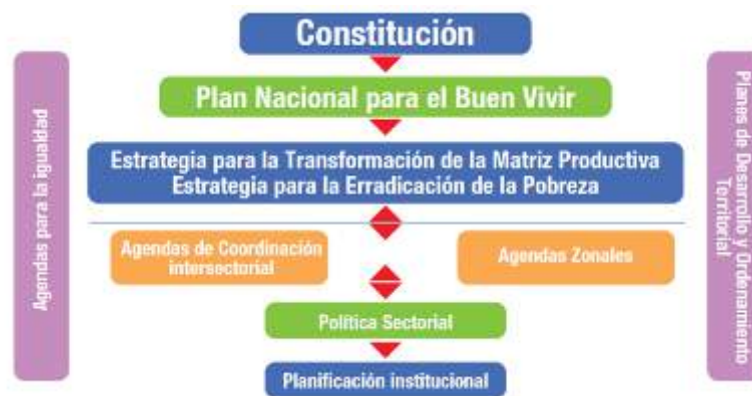 Constitución
Plan Nacional para el Buen Vivir
Estrategia para la Transformación de la Matriz Productiva
Estrategia para la Erradicación de la Pobreza
Agendas para la igualdad
Planes de Desarrollo y Ordenamiento
Territorial
Agendas de Coordinación
intersectorial
Agendas Zonales
Política Sectorial
Planificación institucional